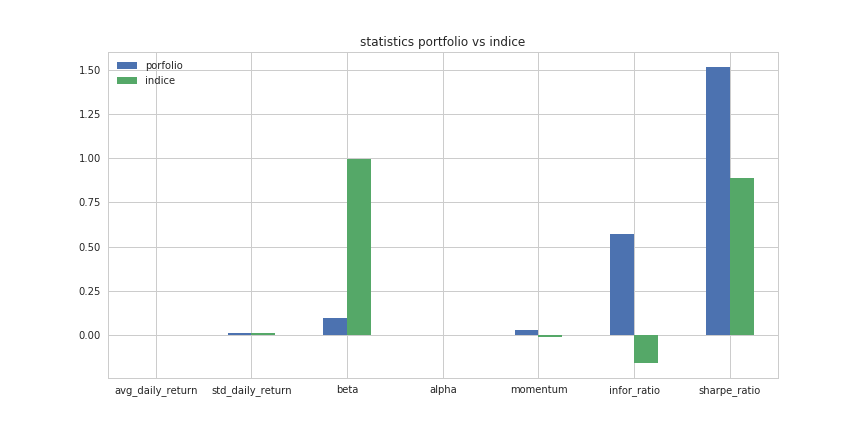 statistics portfolio vs indice
porfolio
indice
1.50
1.25
1.00
0.75
0.50
0.25
0.00
avg_daily_return std_daily_return beta alpha momentum infor_ratio sharpe_ratio